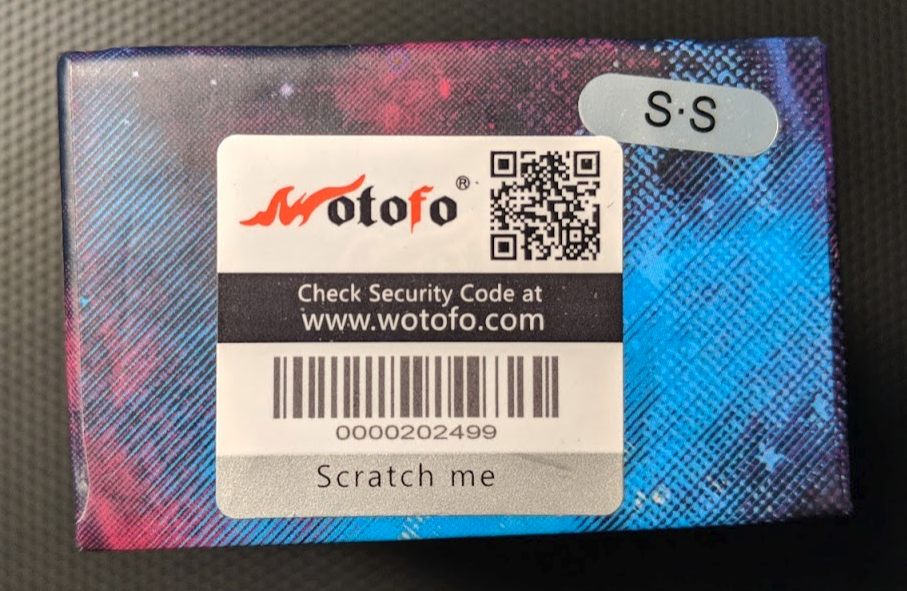 S·S
Wotofo®
Check Security Code at
www.wotofo.com
0000202499
Scratch me